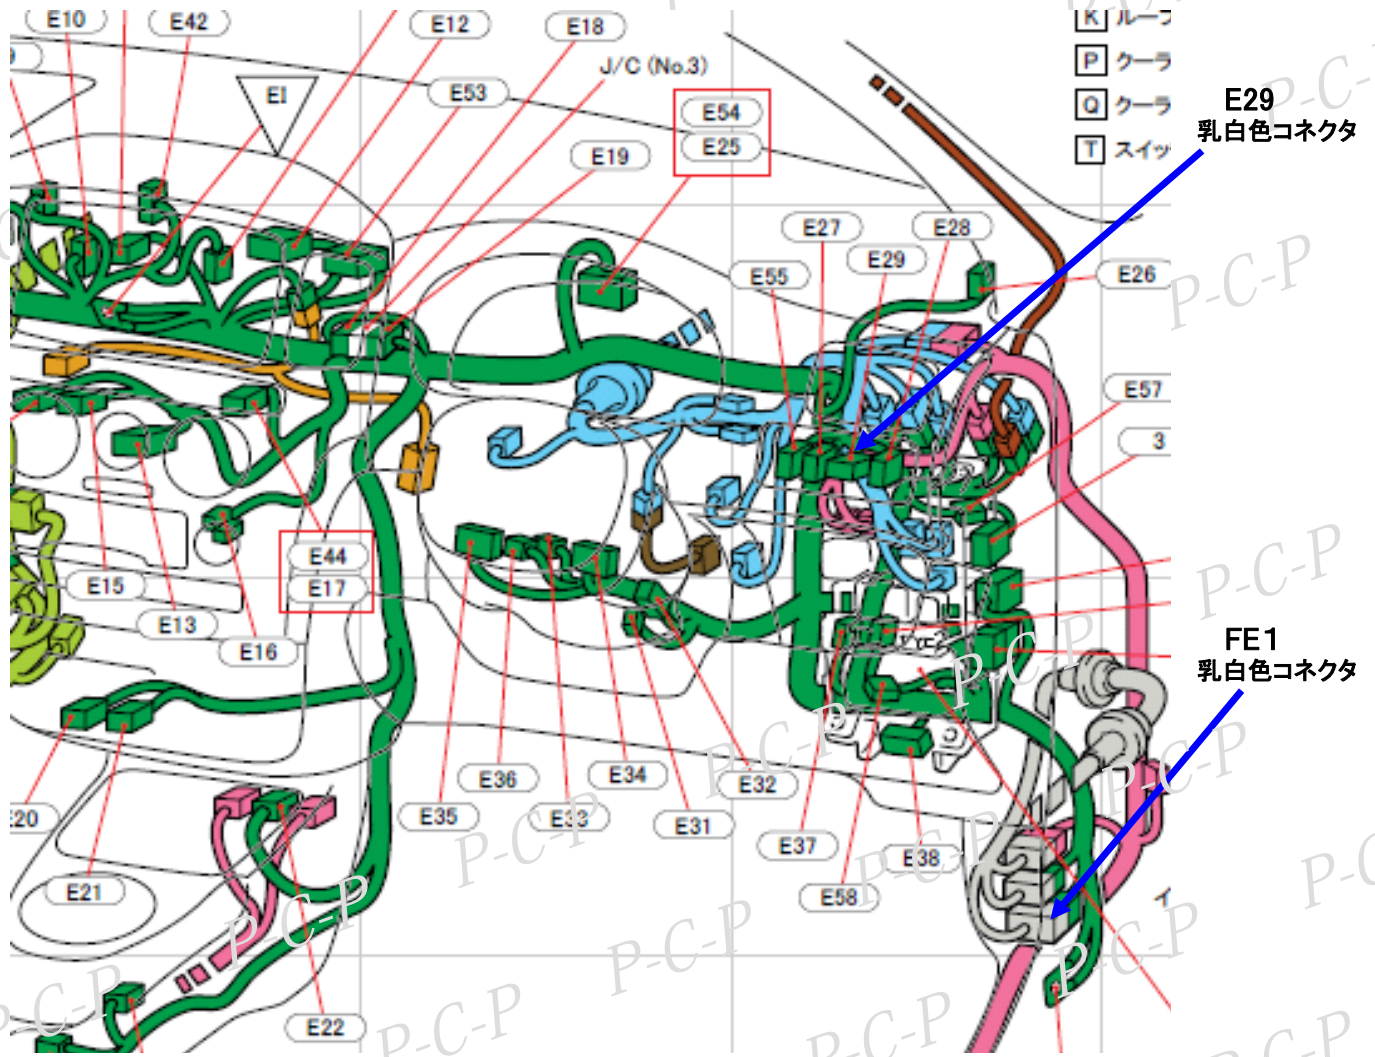 E10
E42
E12
E18
K ループ
J/C (No.3)
P クーラ
EI
E53
E54
Q クーラ
E29
乳白色コネクタ
E25
T スイッ
E19
E27
E28
E29
E55
E26
E57
3
E44
E15
E17
E13
E16
FE1
乳白色コネクタ
E36
E34
E32
E20
E35
E33
E31
E37
E38
E21
E58
イ
E22
P-C-P
P-C-P
P-C-P
P-C-P
P-C-P
P-C-P
P-C-P
P-C-P
P-C-P
P-C-P
P-C-P
P-C-P
P-C-P